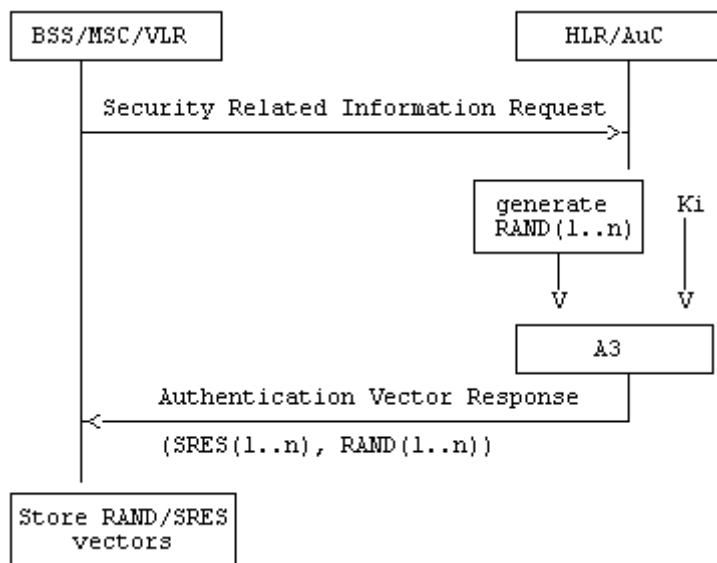 BSS/MSC/VLR
HLR/AuC
Security Related Information Request
generate
RAND(1..n)
Ki
A3
Authentication Vector Response
(SRES(1..n), RAND(1..n))
Store RAND/SRES
vectors